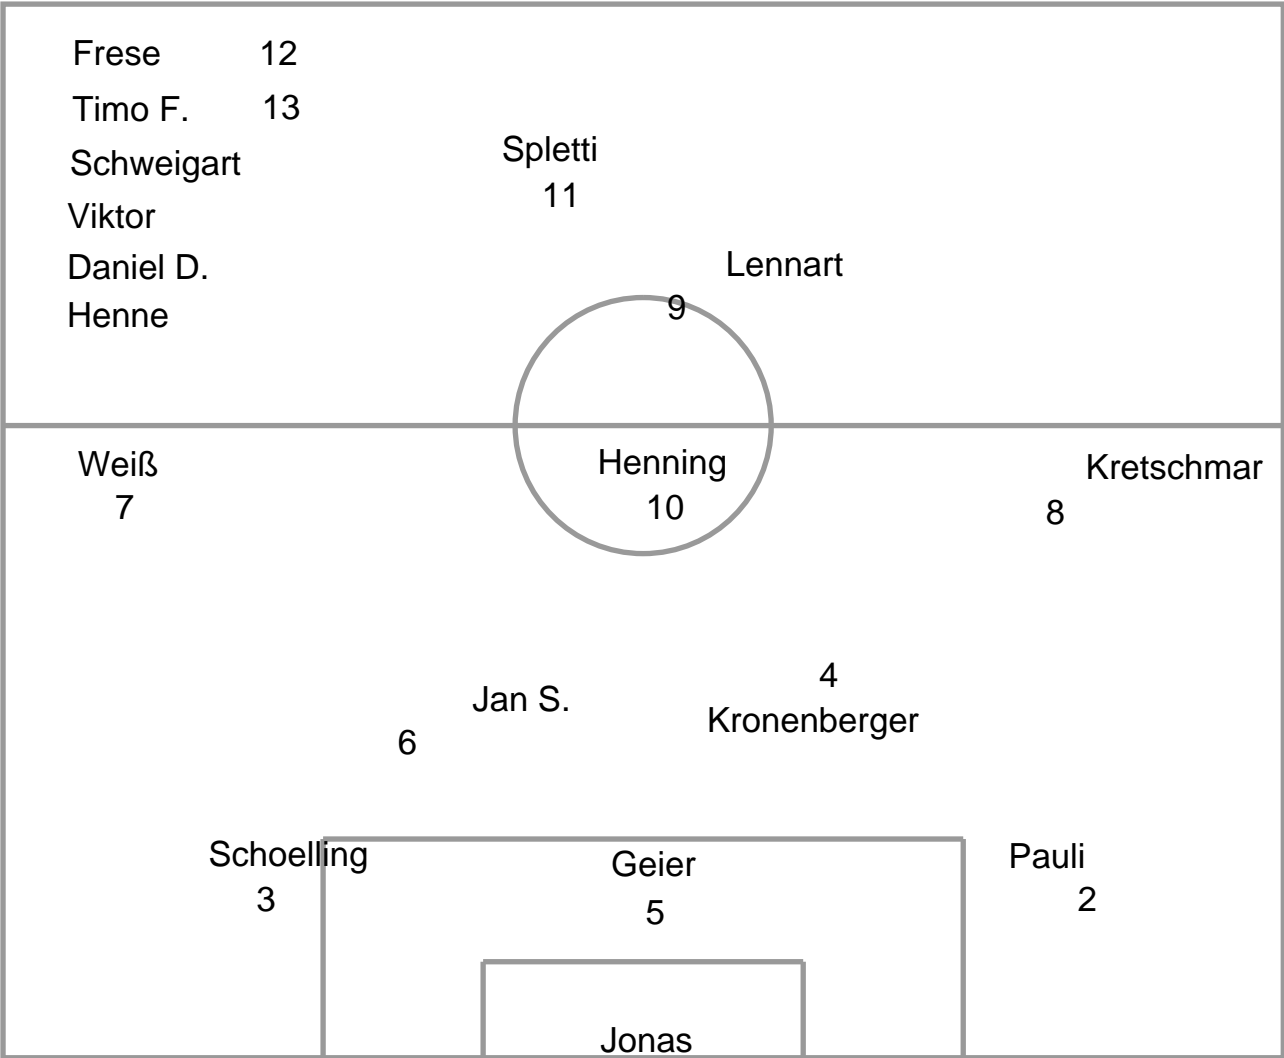 Frese 12
Timo F. 13
Schweigart
Viktor
Daniel D.
Henne
Spletti
11
Lennart
9
Weiß
7
Henning
10
Kretschmar
8
Jan S.
6
4
Kronenberger
Schoelling
3
Geier
5
Pauli
2
Jonas